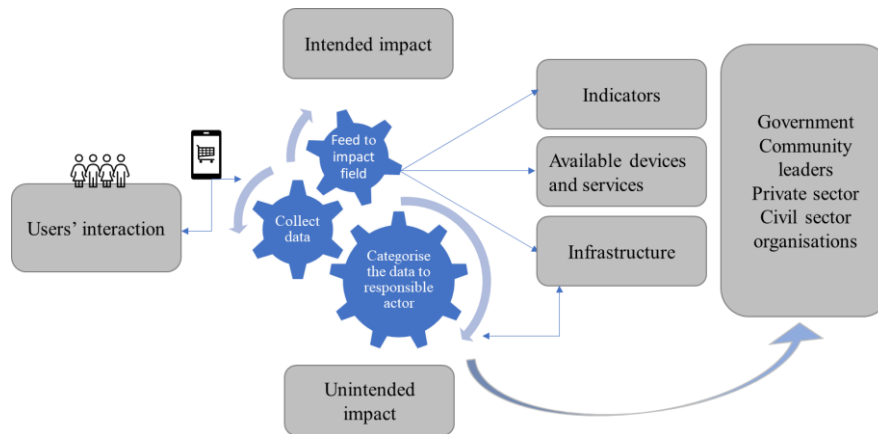 Intended impact
Users' interaction
Feed to
impact
field
Collect
data
Categorise
the data to
responsible
actor
Unintended
impact
Indicators
Available devices
and services
Infrastructure
Government
Community
leaders
Private sector
Civil sector
organisations